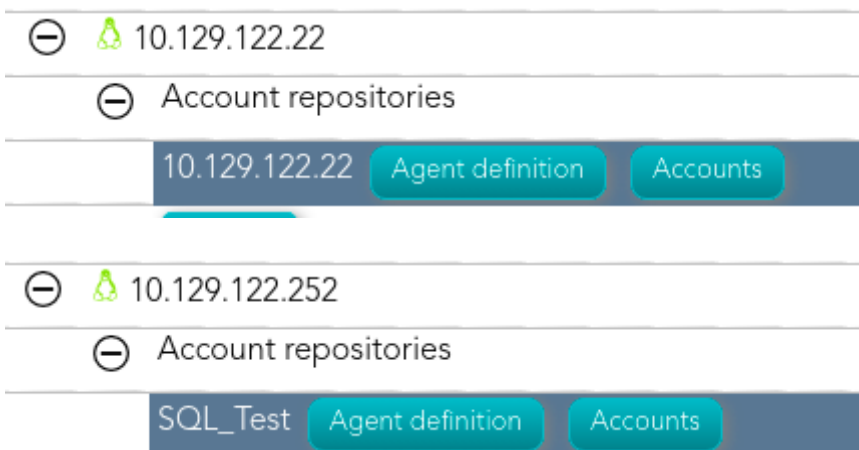 10.129.122.22
Account repositories
10.129.122.22 Agent definition Accounts
10.129.122.252
Account repositories
SQL_Test Agent definition Accounts